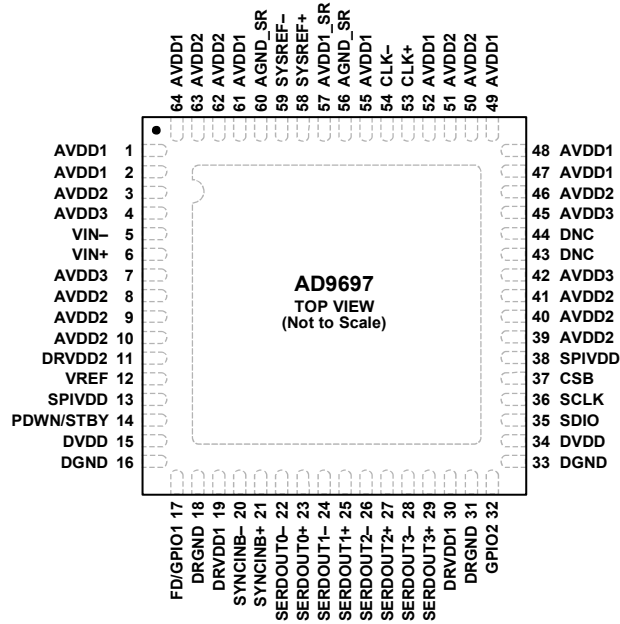 64 AVDD1
63 AVDD2
62 AVDD2
61 AVDD1
60 AGND_SR
59 SYSREF–
58 SYSREF+
57 AVDD1_SR
56 AGND_SR
55 AVDD1
54 CLK–
53 CLK+
52 AVDD1
51 AVDD2
50 AVDD2
49 AVDD1
AVDD1 1
AVDD1 2
AVDD2 3
AVDD3 4
VIN– 5
VIN+ 6
AVDD3 7
AVDD2 8
AVDD2 9
AVDD2 10
DRVDD2 11
VREF 12
SPIVDD 13
PDWN/STBY 14
DVDD 15
DGND 16
AD9697
TOP VIEW
(Not to Scale)
48 AVDD1
47 AVDD1
46 AVDD2
45 AVDD3
44 DNC
43 DNC
42 AVDD3
41 AVDD2
40 AVDD2
39 AVDD2
38 SPIVDD
37 CSB
36 SCLK
35 SDIO
34 DVDD
33 DGND
FD/GPIO1 17
DRGND 18
DRVDD1 19
SYNCINB– 20
SYNCINB+ 21
SERDOUT0– 22
SERDOUT0+ 23
SERDOUT1– 24
SERDOUT1+ 25
SERDOUT2– 26
SERDOUT2+ 27
SERDOUT3– 28
SERDOUT3+ 29
DRVDD1 30
DRGND 31
GPIO2 32